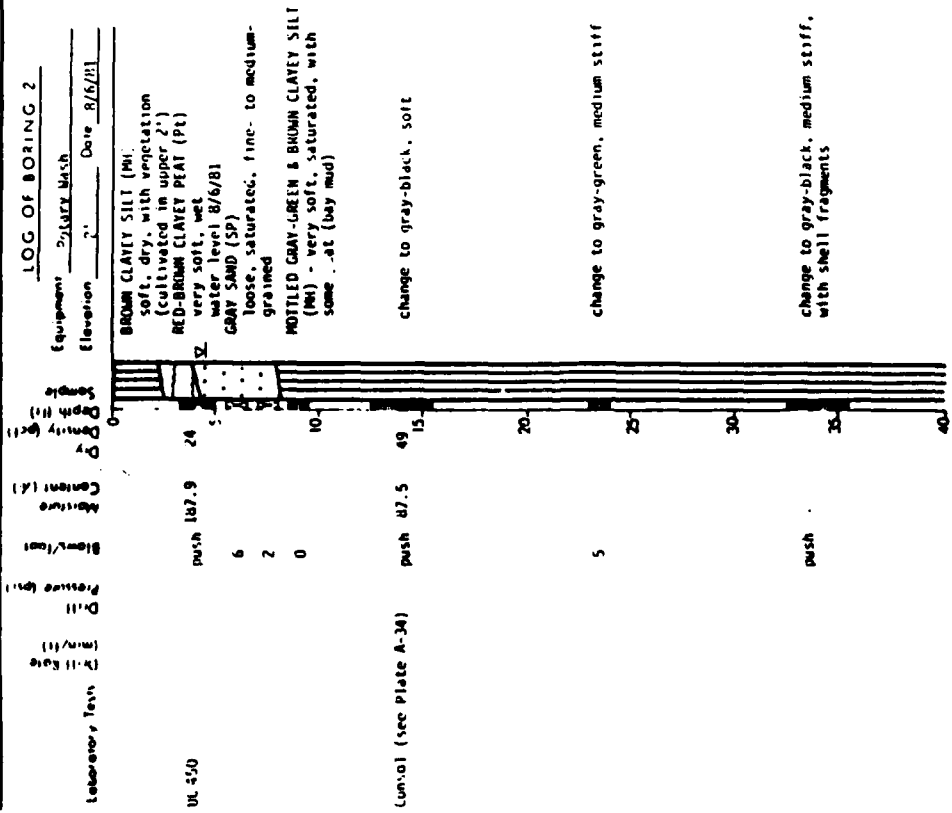 LOG OF BORING 2
Equipment Rotary Wash
Elevation 2' Date 8/6/81
Laboratory Tests
Drill Rate
(min/ft)
Drill
Pressure (psi)
Blows/foot
Moisture
Content (%)
Dry
Density (pcf)
Depth (ft)
Sample
0
BROWN CLAYEY SILT (MH)
soft, dry, with vegetation
(cultivated in upper 2')
RED-BROWN CLAYEY PEAT (Pt)
very soft, wet
push 187.9 24
water level 8/6/81
5
GRAY SAND (SP)
6
loose, saturated, fine- to medium-
grained
2
0
MOTTLED GRAY-GREEN & BROWN CLAYEY SILT
(MH) - very soft, saturated, with
some (bay mud)
10
Consol (see Plate A-34) push 87.5 49
change to gray-black, soft
15
20
5
change to gray-green, medium stiff
25
30
push
change to gray-black, medium stiff,
with shell fragments
35
40